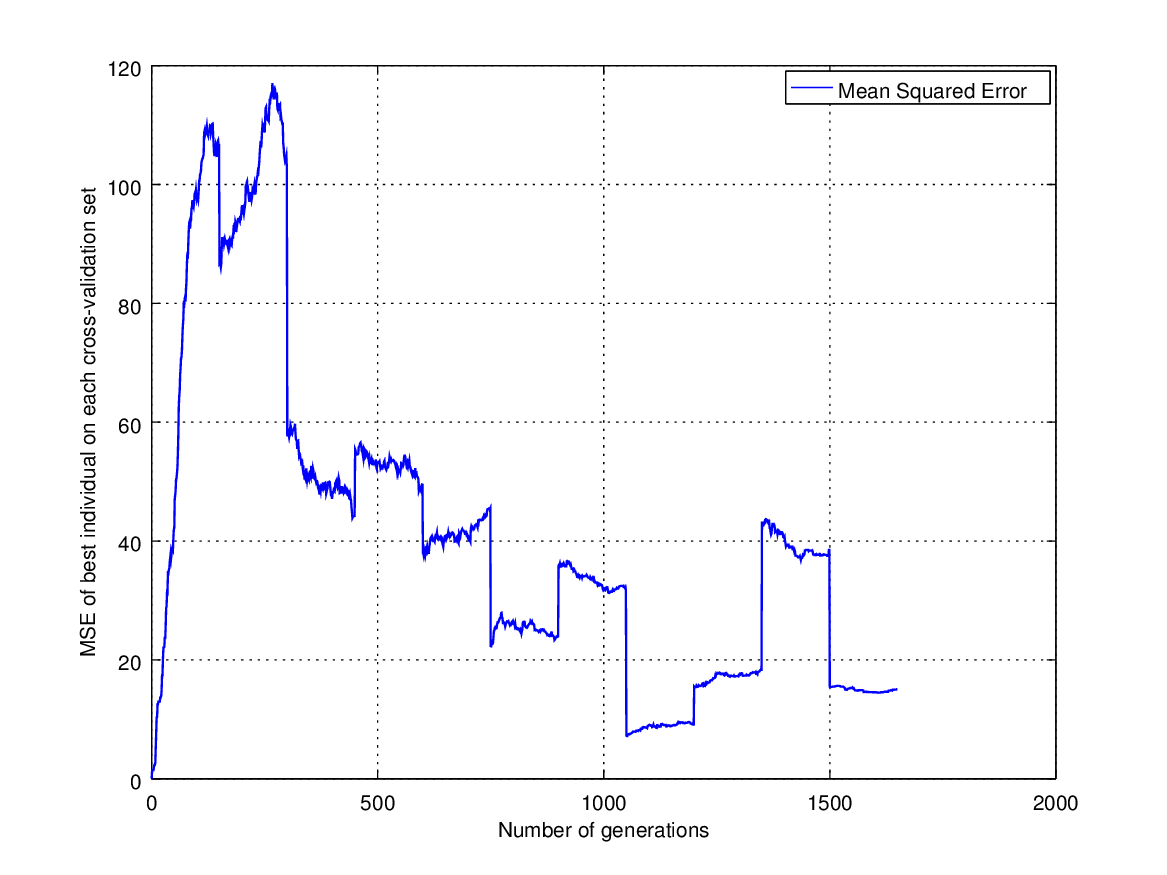 120
100
80
60
40
20
0
0 500 1000 1500 2000
Number of generations
MSE of best individual on each cross-validation set
Mean Squared Error